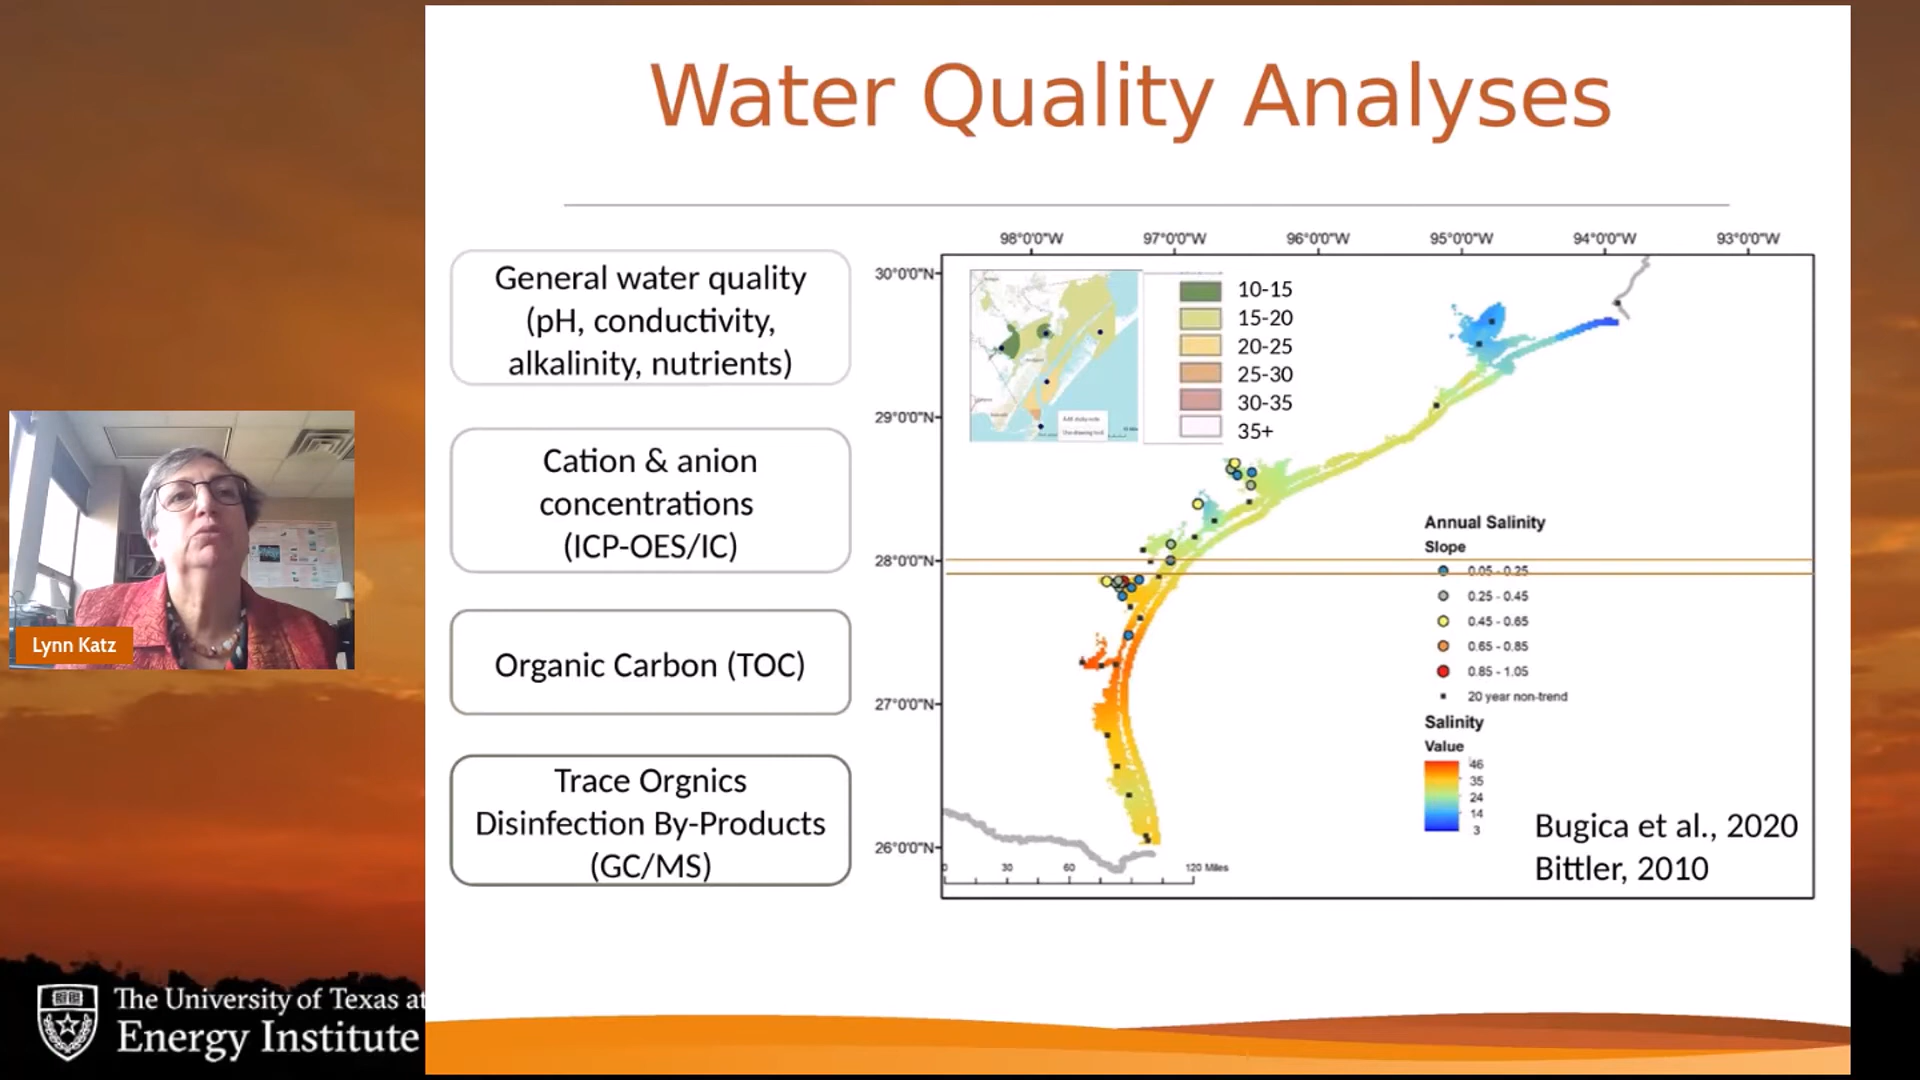 Water Quality Analyses
General water quality
(pH, conductivity,
alkalinity, nutrients)
Cation & anion
concentrations
(ICP-OES/IC)
Organic Carbon (TOC)
Trace Orgnics
Disinfection By-Products
(GC/MS)
98°0'0"W 97°0'0"W 96°0'0"W 95°0'0"W 94°0'0"W 93°0'0"W
30°0'0"N
29°0'0"N
28°0'0"N
27°0'0"N
26°0'0"N
10-15
15-20
20-25
25-30
30-35
35+
Annual Salinity
Slope
0.05 - 0.25
0.25 - 0.45
0.45 - 0.65
0.65 - 0.85
0.85 - 1.05
20 year non-trend
Salinity
Value
46
35
24
14
3
0 30 60 120 Miles
Bugica et al., 2020
Bittler, 2010
Lynn Katz
The University of Texas at
Energy Institute